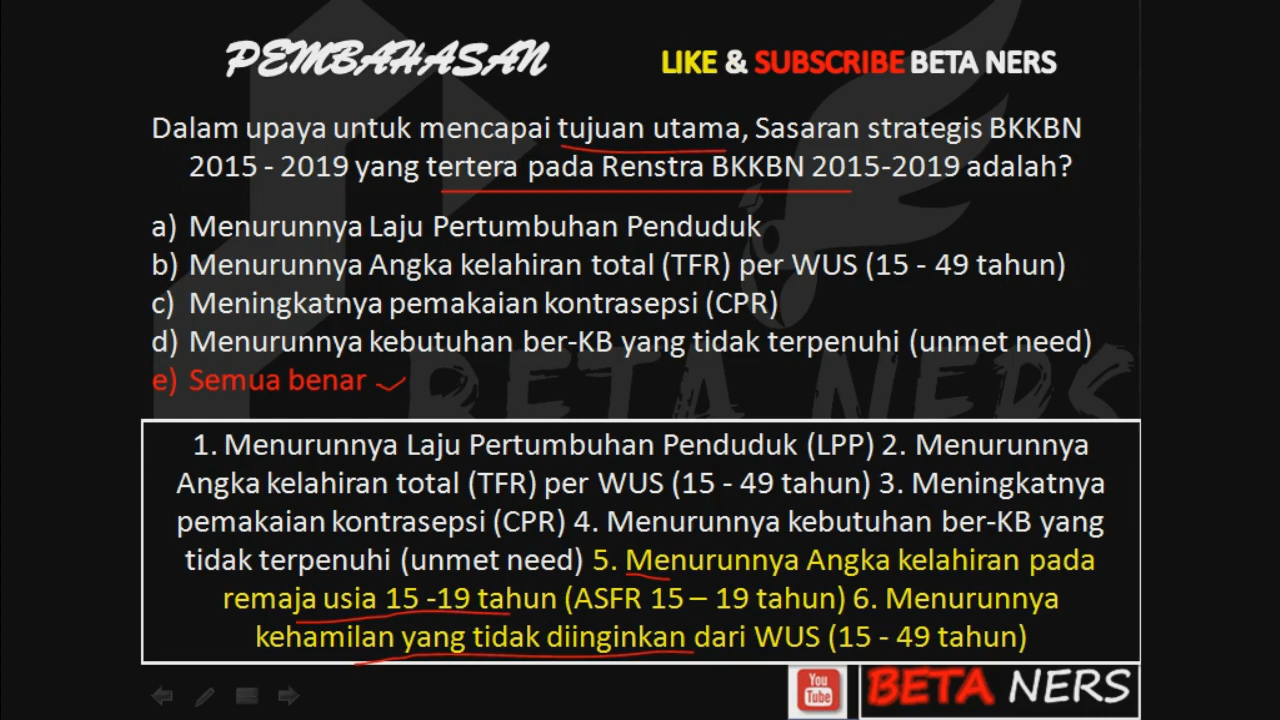 PEMBAHASAN
LIKE & SUBSCRIBE BETA NERS
Dalam upaya untuk mencapai tujuan utama, Sasaran strategis BKKBN
2015 - 2019 yang tertera pada Renstra BKKBN 2015-2019 adalah?
a) Menurunnya Laju Pertumbuhan Penduduk
b) Menurunnya Angka kelahiran total (TFR) per WUS (15 - 49 tahun)
c) Meningkatnya pemakaian kontrasepsi (CPR)
d) Menurunnya kebutuhan ber-KB yang tidak terpenuhi (unmet need)
e) Semua benar
BETA NERS
1. Menurunnya Laju Pertumbuhan Penduduk (LPP) 2. Menurunnya
Angka kelahiran total (TFR) per WUS (15 - 49 tahun) 3. Meningkatnya
pemakaian kontrasepsi (CPR) 4. Menurunnya kebutuhan ber-KB yang
tidak terpenuhi (unmet need) 5. Menurunnya Angka kelahiran pada
remaja usia 15 -19 tahun (ASFR 15 – 19 tahun) 6. Menurunnya
kehamilan yang tidak diinginkan dari WUS (15 - 49 tahun)
You Tube
BETA NERS